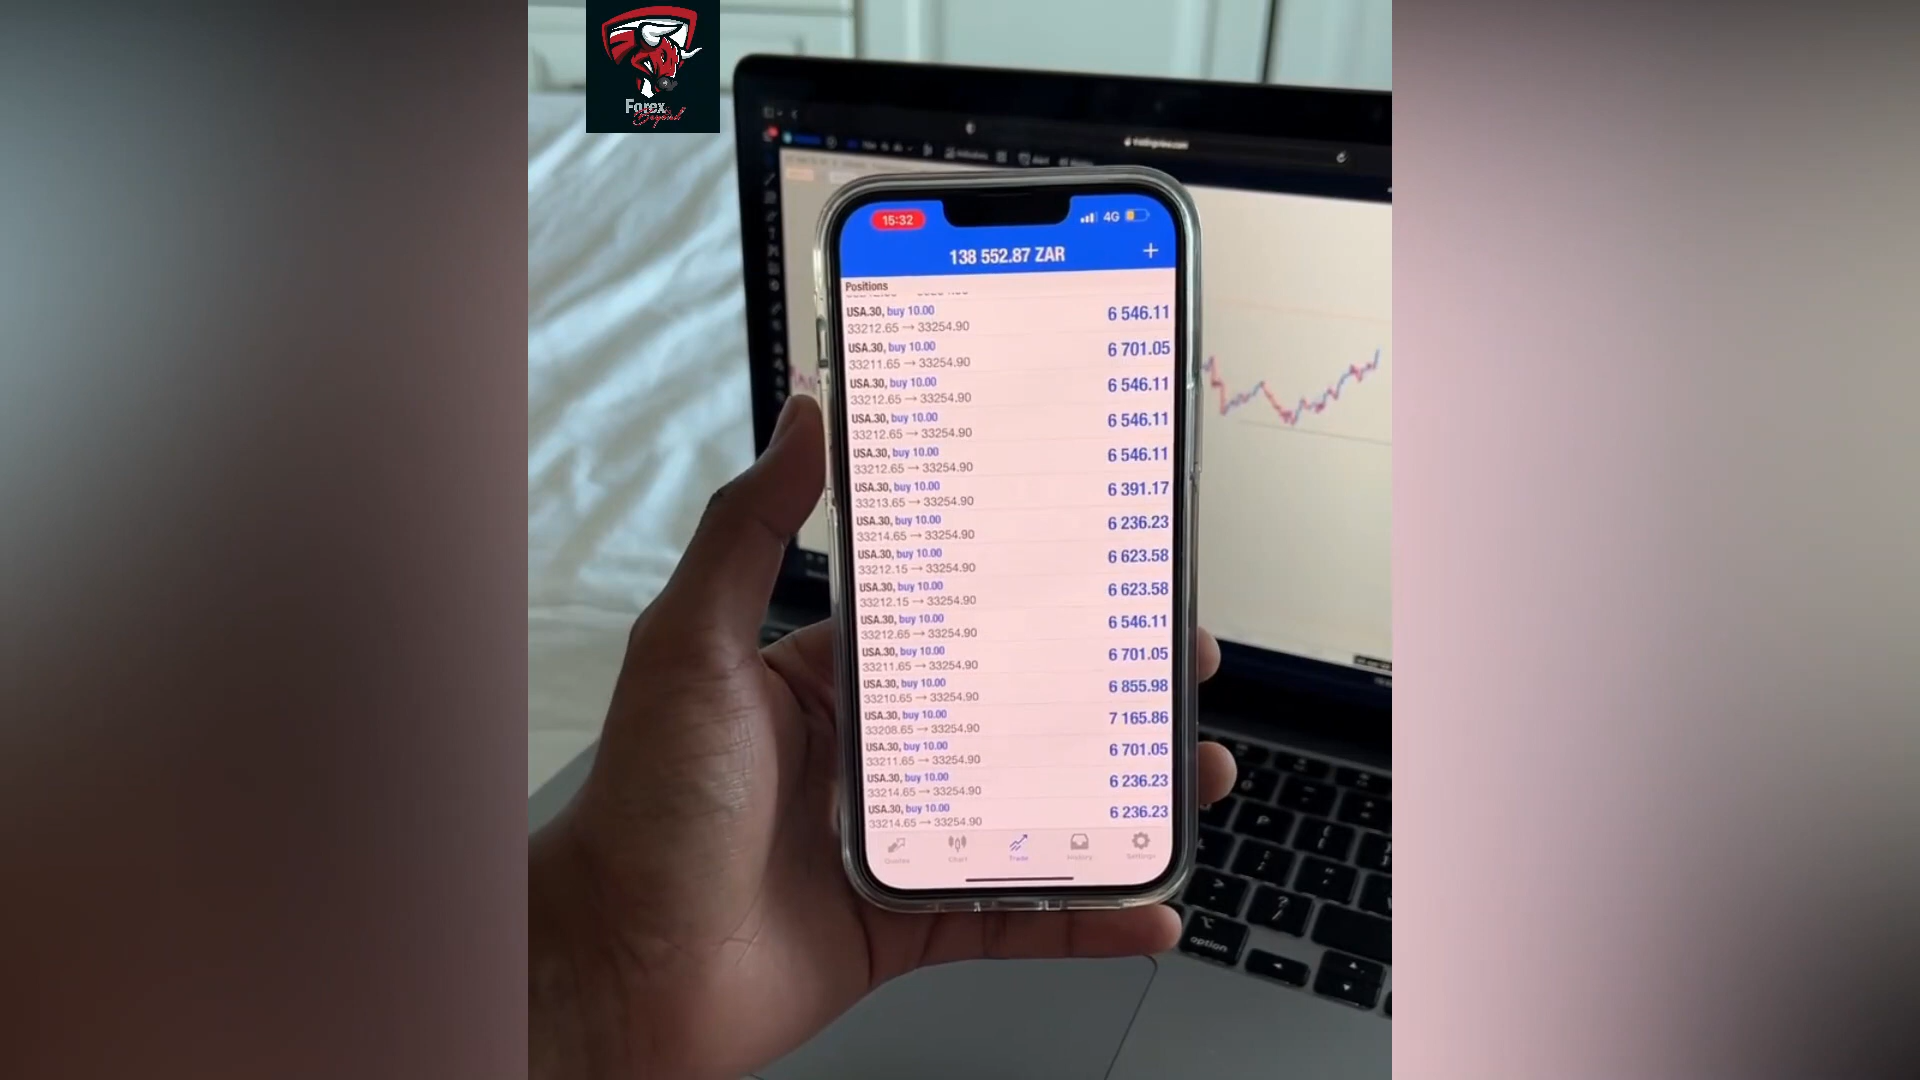 Forex
Beyond
15:32
4G
138 552.87 ZAR
+
Positions
USA.30, buy 10.00
6 546.11
33212.65 → 33254.90
USA.30, buy 10.00
6 701.05
33211.65 → 33254.90
USA.30, buy 10.00
6 546.11
33212.65 → 33254.90
USA.30, buy 10.00
6 546.11
33212.65 → 33254.90
USA.30, buy 10.00
6 546.11
33212.65 → 33254.90
USA.30, buy 10.00
6 391.17
33213.65 → 33254.90
USA.30, buy 10.00
6 236.23
33214.65 → 33254.90
USA.30, buy 10.00
6 623.58
33212.15 → 33254.90
USA.30, buy 10.00
6 623.58
33212.15 → 33254.90
USA.30, buy 10.00
6 546.11
33212.65 → 33254.90
USA.30, buy 10.00
6 701.05
33211.65 → 33254.90
USA.30, buy 10.00
6 855.98
33210.65 → 33254.90
USA.30, buy 10.00
7 165.86
33208.65 → 33254.90
USA.30, buy 10.00
6 701.05
33211.65 → 33254.90
USA.30, buy 10.00
6 236.23
33214.65 → 33254.90
USA.30, buy 10.00
6 236.23
33214.65 → 33254.90
Quotes
Chart
Trade
History
Settings
option